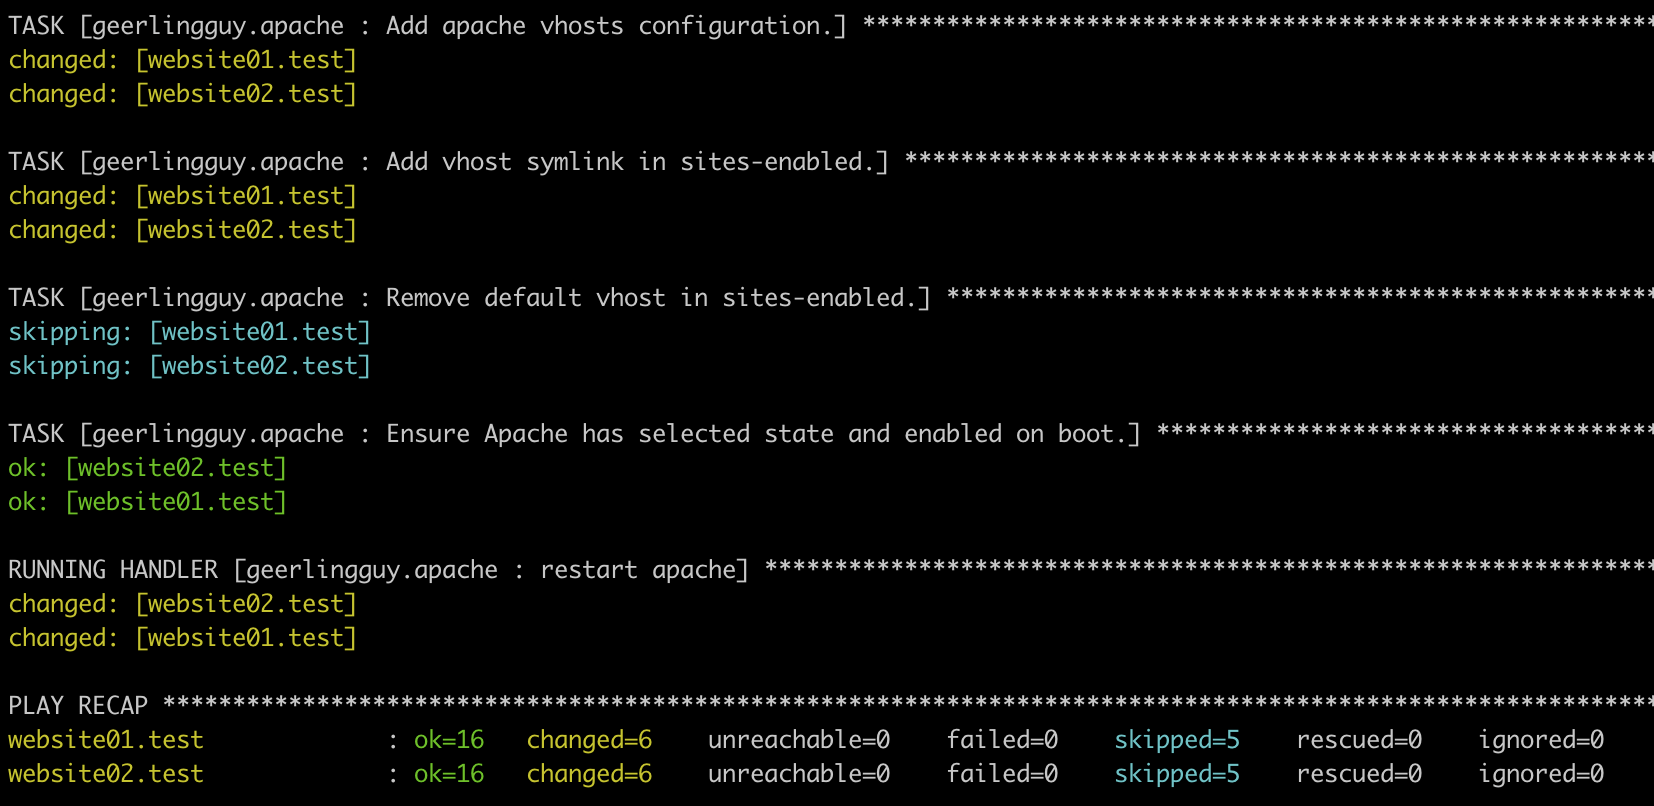 TASK [geerlingguy.apache : Add apache vhosts configuration.] *********************************************************
changed: [website01.test]
changed: [website02.test]
TASK [geerlingguy.apache : Add vhost symlink in sites-enabled.] ******************************************************
changed: [website01.test]
changed: [website02.test]
TASK [geerlingguy.apache : Remove default vhost in sites-enabled.] ***************************************************
skipping: [website01.test]
skipping: [website02.test]
TASK [geerlingguy.apache : Ensure Apache has selected state and enabled on boot.] ************************************
ok: [website02.test]
ok: [website01.test]
RUNNING HANDLER [geerlingguy.apache : restart apache] ****************************************************************
changed: [website02.test]
changed: [website01.test]
PLAY RECAP ***********************************************************************************************************
website01.test             : ok=16   changed=6    unreachable=0    failed=0    skipped=5    rescued=0    ignored=0
website02.test             : ok=16   changed=6    unreachable=0    failed=0    skipped=5    rescued=0    ignored=0